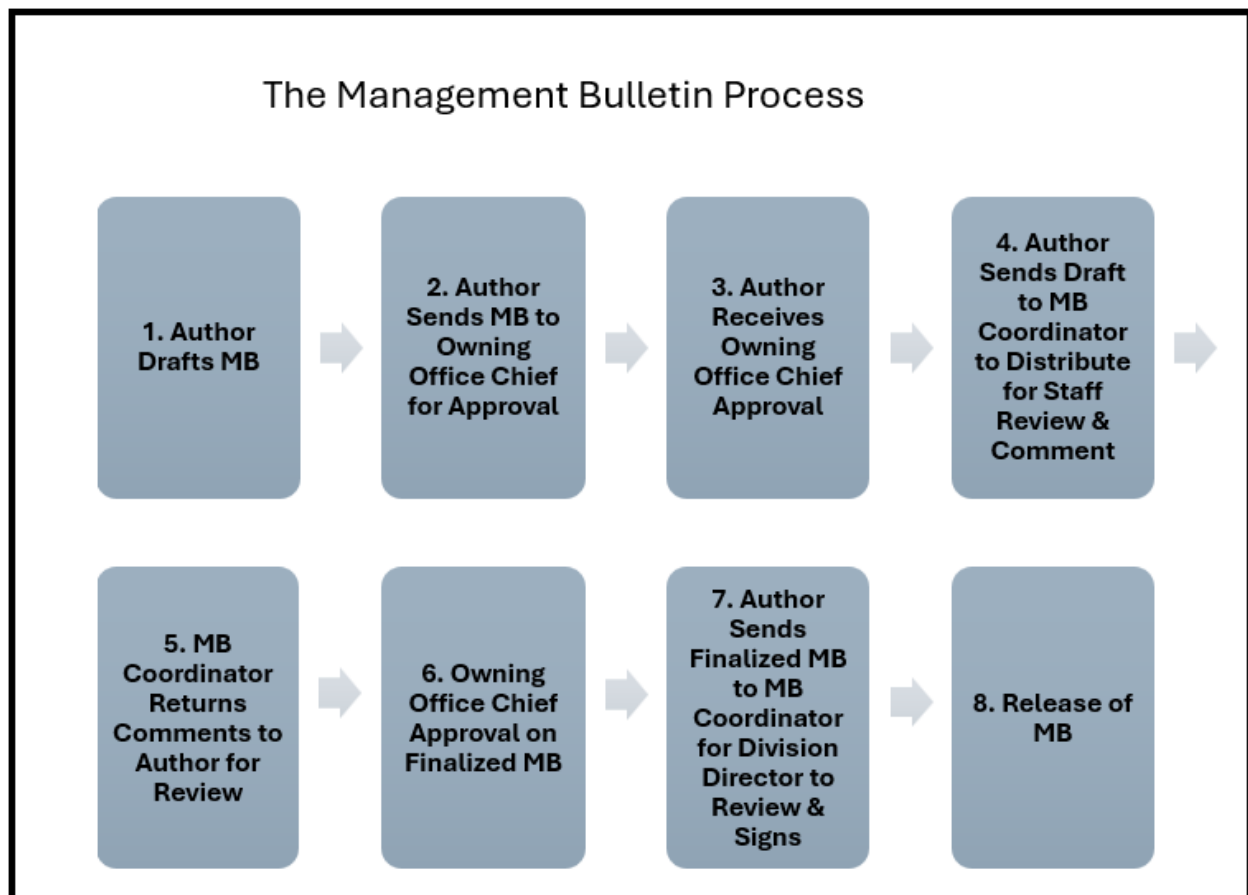 The Management Bulletin Process
1. Author
Drafts MB
2. Author
Sends MB to
Owning
Office Chief
for Approval
3. Author
Receives
Owning
Office Chief
Approval
4. Author
Sends Draft
to MB
Coordinator
to Distribute
for Staff
Review &
Comment
5. MB
Coordinator
Returns
Comments to
Author for
Review
6. Owning
Office Chief
Approval on
Finalized MB
7. Author
Sends
Finalized MB
to MB
Coordinator
for Division
Director to
Review &
Signs
8. Release of
MB